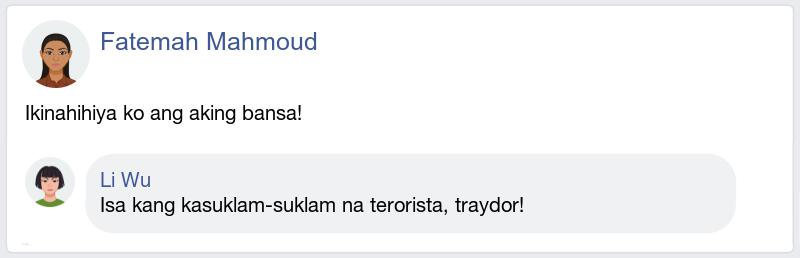 Fatemah Mahmoud
Ikinahihiya ko ang aking bansa!
Li Wu
Isa kang kasuklam-suklam na terorista, traydor!